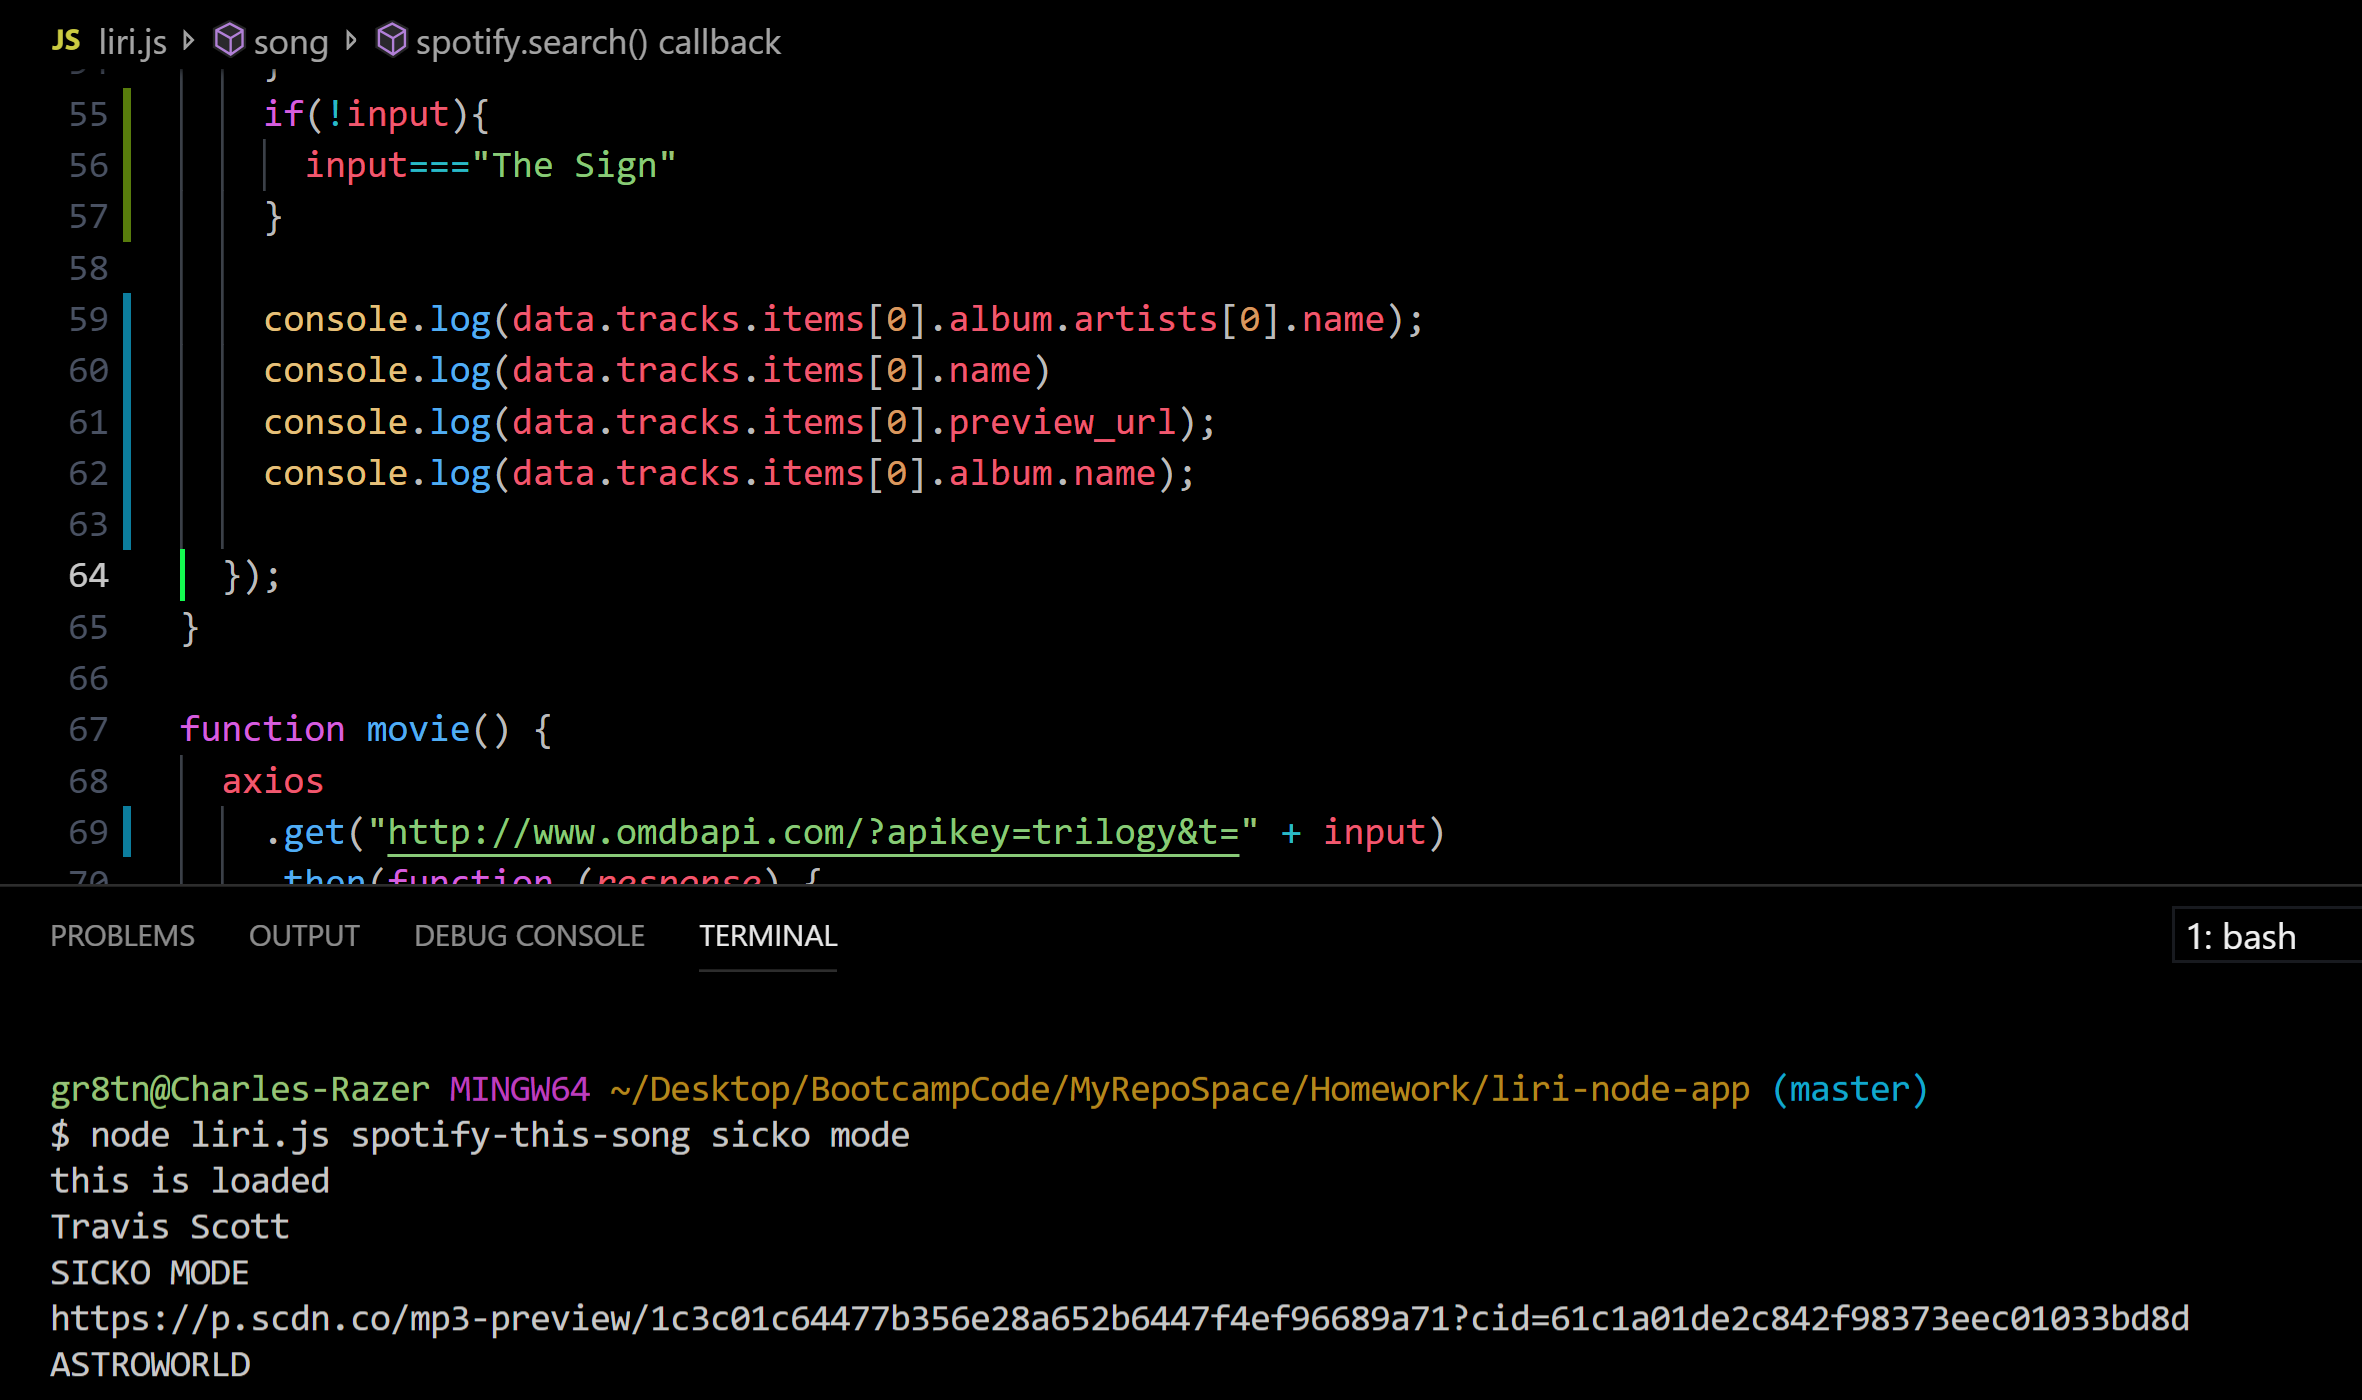 JS liri.js song spotify.search() callback
}
55 if(!input){
56 input==="The Sign"
57 }
58
59 console.log(data.tracks.items[0].album.artists[0].name);
60 console.log(data.tracks.items[0].name)
61 console.log(data.tracks.items[0].preview_url);
62 console.log(data.tracks.items[0].album.name);
63
64 });
65 }
66
67 function movie() {
68 axios
69 .get("http://www.omdbapi.com/?apikey=trilogy&t=" + input)
70 .then(function (response) {
PROBLEMS OUTPUT DEBUG CONSOLE TERMINAL 1: bash
gr8tn@Charles-Razer MINGW64 ~/Desktop/BootcampCode/MyRepoSpace/Homework/liri-node-app (master)
$ node liri.js spotify-this-song sicko mode
this is loaded
Travis Scott
SICKO MODE
https://p.scdn.co/mp3-preview/1c3c01c64477b356e28a652b6447f4ef96689a71?cid=61c1a01de2c842f98373eec01033bd8d
ASTROWORLD